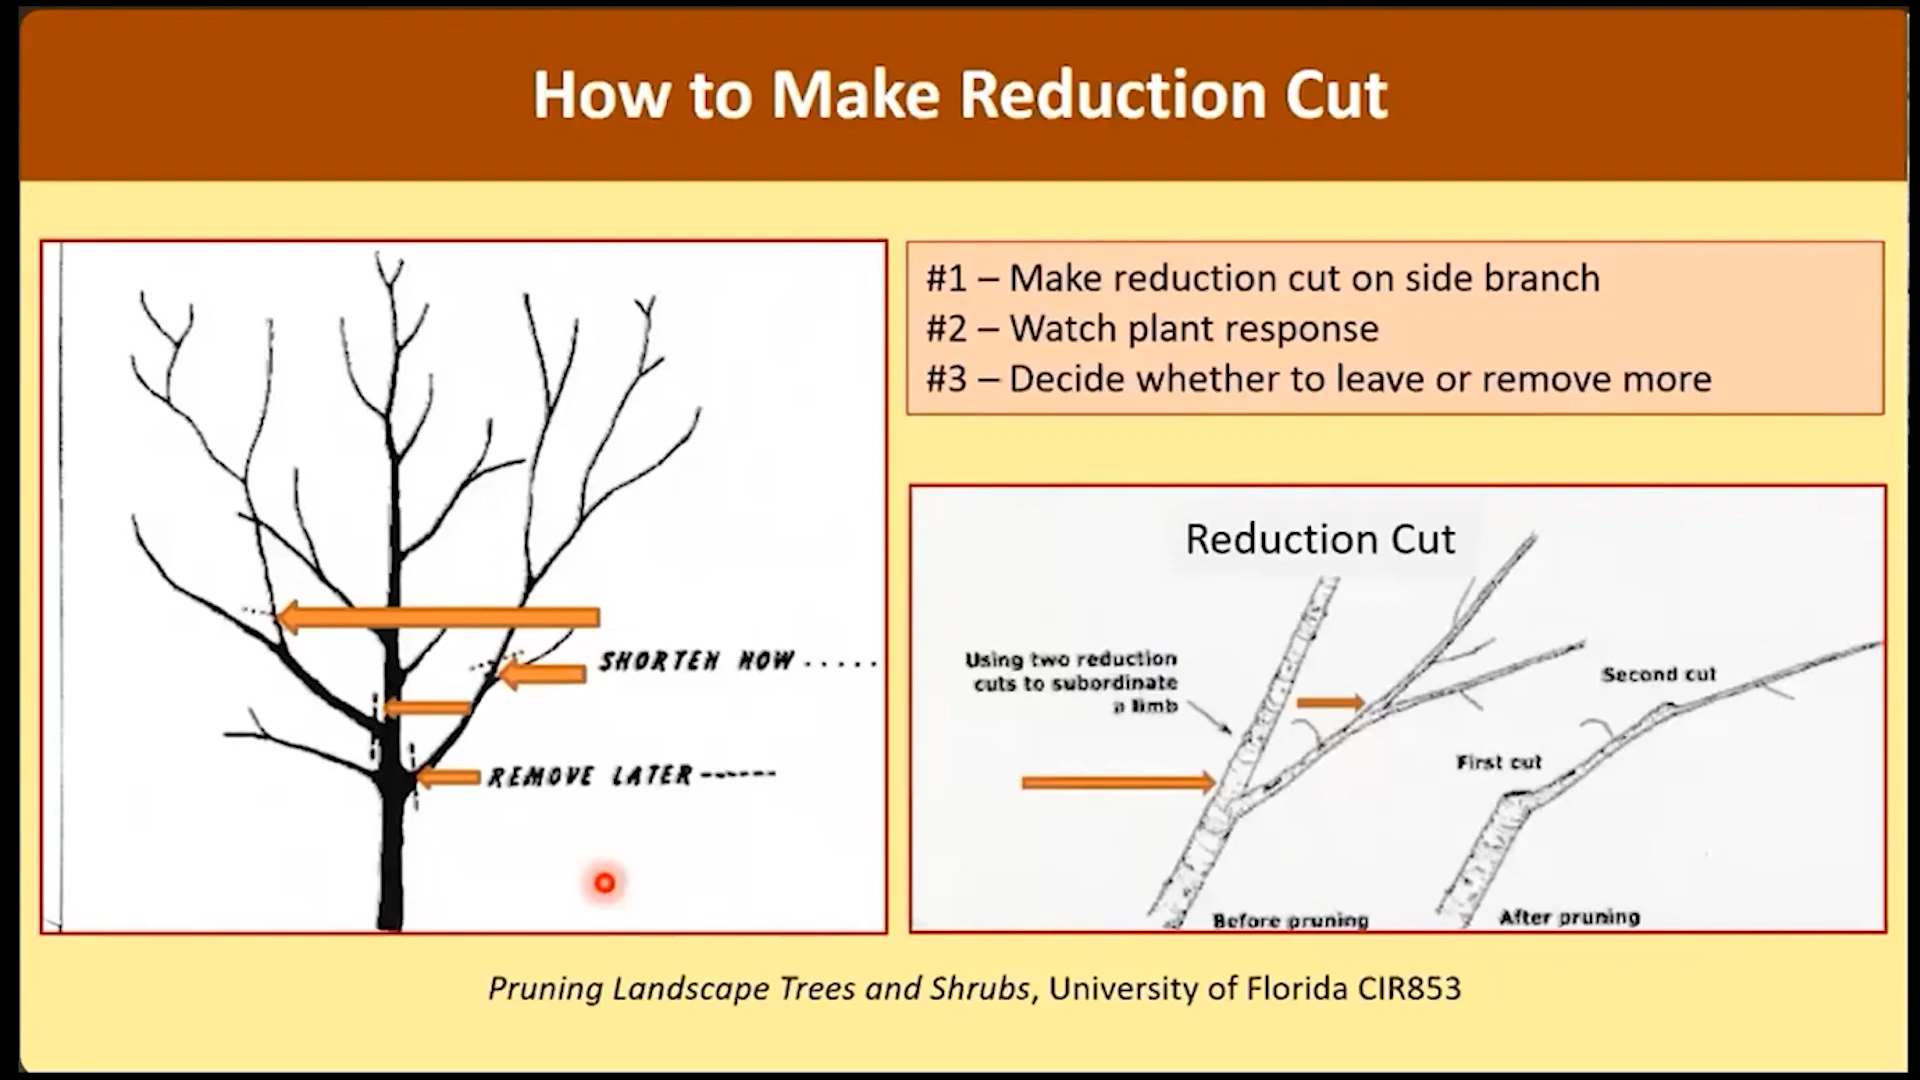 How to Make Reduction Cut
SHORTEN NOW .....
REMOVE LATER ------
#1 – Make reduction cut on side branch
#2 – Watch plant response
#3 – Decide whether to leave or remove more
Reduction Cut
Using two reduction
cuts to subordinate
a limb
Second cut
First cut
Before pruning
After pruning
Pruning Landscape Trees and Shrubs, University of Florida CIR853